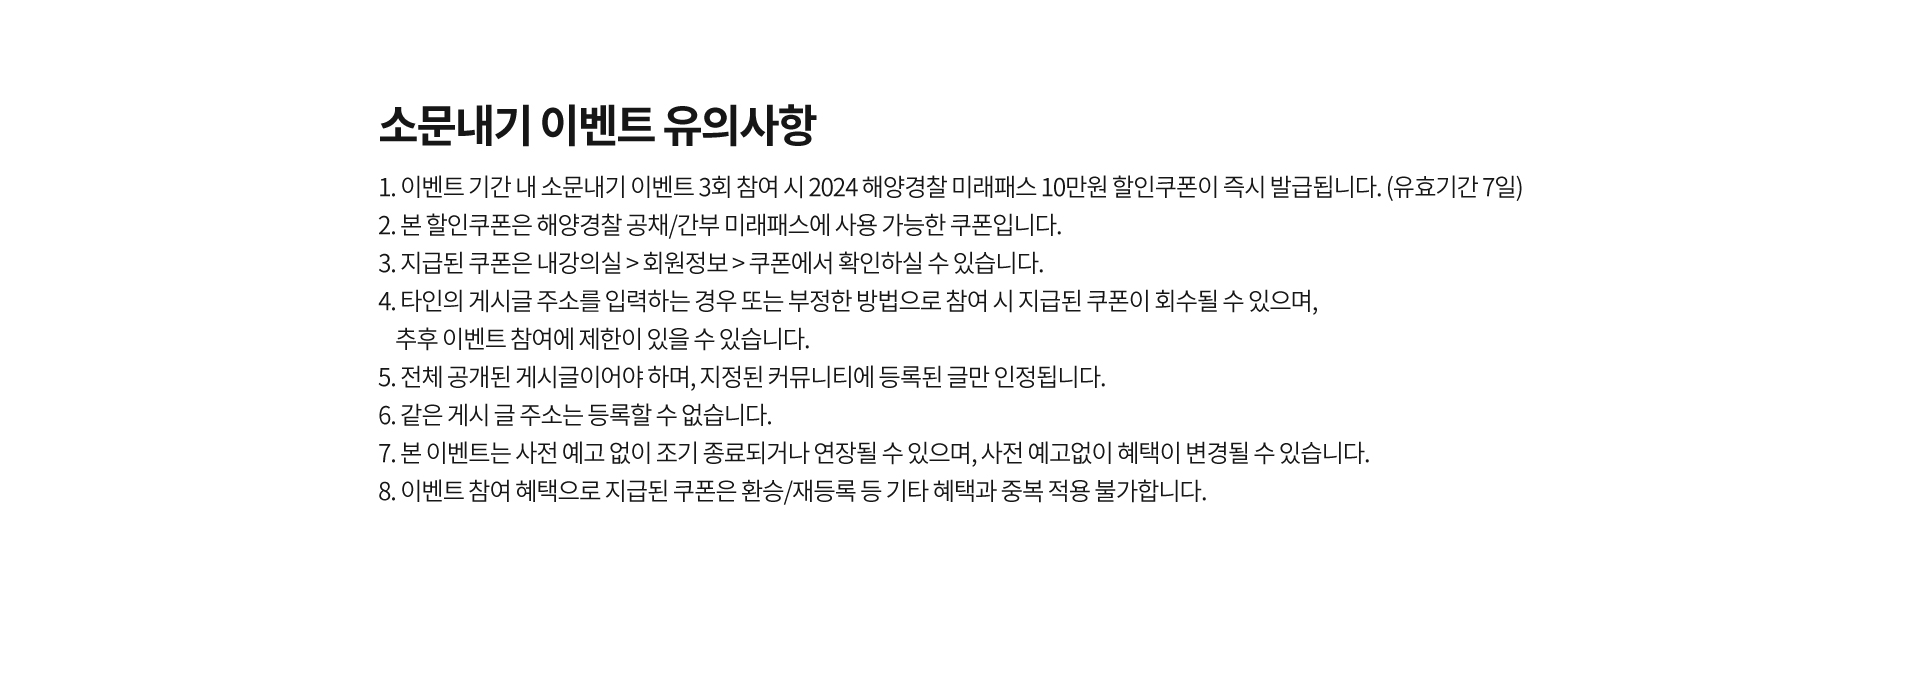 소문내기 이벤트 유의사항
1. 이벤트 기간 내 소문내기 이벤트 3회 참여 시 2024 해양경찰 미래패스 10만원 할인쿠폰이 즉시 발급됩니다. (유효기간 7일)
2. 본 할인쿠폰은 해양경찰 공채/간부 미래패스에 사용 가능한 쿠폰입니다.
3. 지급된 쿠폰은 내강의실 > 회원정보 > 쿠폰에서 확인하실 수 있습니다.
4. 타인의 게시글 주소를 입력하는 경우 또는 부정한 방법으로 참여 시 지급된 쿠폰이 회수될 수 있으며,
추후 이벤트 참여에 제한이 있을 수 있습니다.
5. 전체 공개된 게시글이어야 하며, 지정된 커뮤니티에 등록된 글만 인정됩니다.
6. 같은 게시 글 주소는 등록할 수 없습니다.
7. 본 이벤트는 사전 예고 없이 조기 종료되거나 연장될 수 있으며, 사전 예고없이 혜택이 변경될 수 있습니다.
8. 이벤트 참여 혜택으로 지급된 쿠폰은 환승/재등록 등 기타 혜택과 중복 적용 불가합니다.